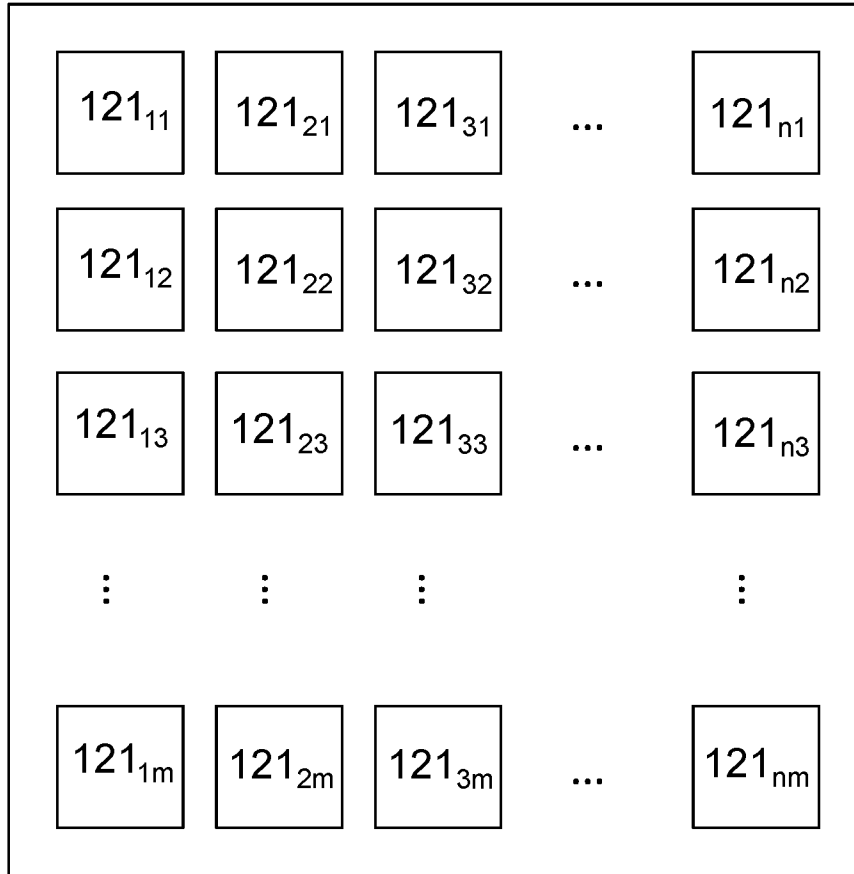 121₁₁ 121₂₁ 121₃₁ ... 121ₙ₁
121₁₂ 121₂₂ 121₃₂ ... 121ₙ₂
121₁₃ 121₂₃ 121₃₃ ... 121ₙ₃
⋮ ⋮ ⋮ ⋮
121₁ₘ 121₂ₘ 121₃ₘ ... 121ₙₘ